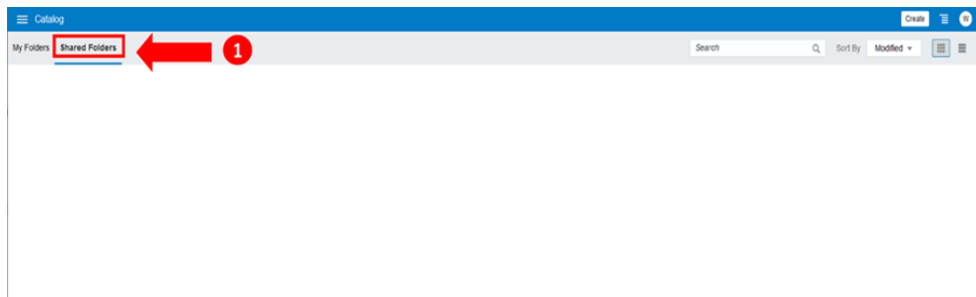 Catalog
Create
W
My Folders Shared Folders
1
Search
Sort By Modified